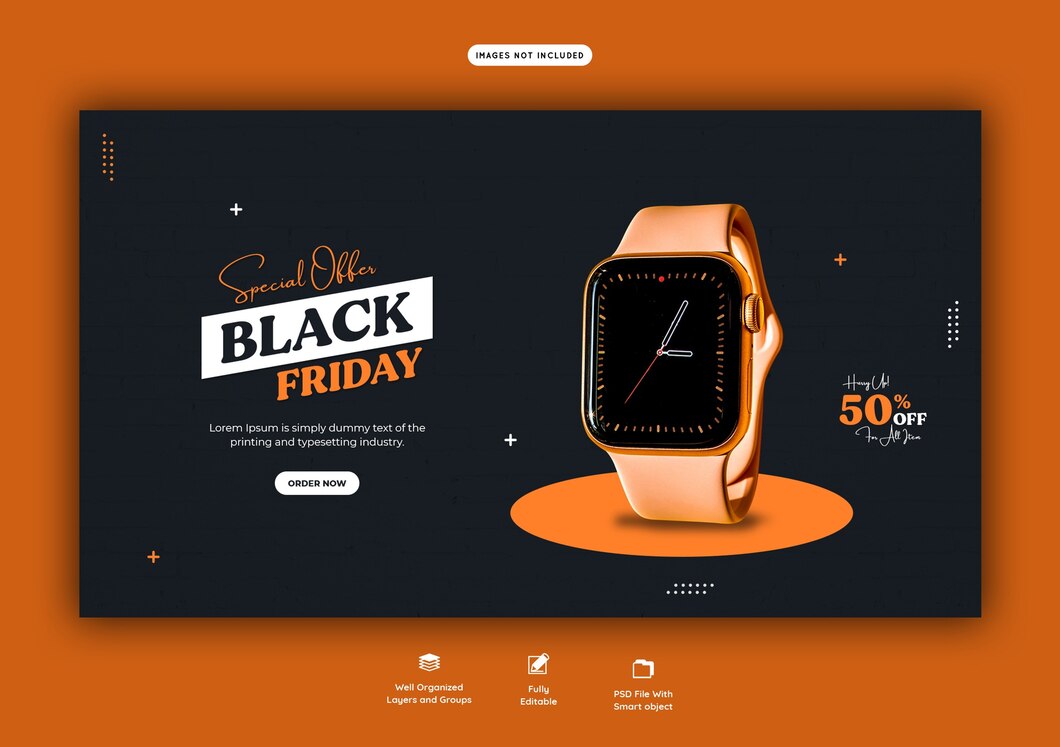 IMAGES NOT INCLUDED
Special Offer
BLACK
FRIDAY
Lorem Ipsum is simply dummy text of the
printing and typesetting industry.
ORDER NOW
Hurry Up!
50%
OFF
For All Item
Well Organized
Layers and Groups
Fully
Editable
PSD File With
Smart object